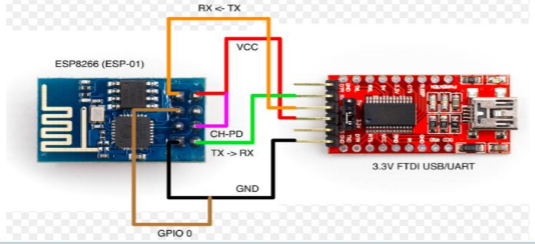 RX <- TX
VCC
ESP8266 (ESP-01)
CH-PD
TX -> RX
3.3V FTDI USB/UART
GND
GPIO 0